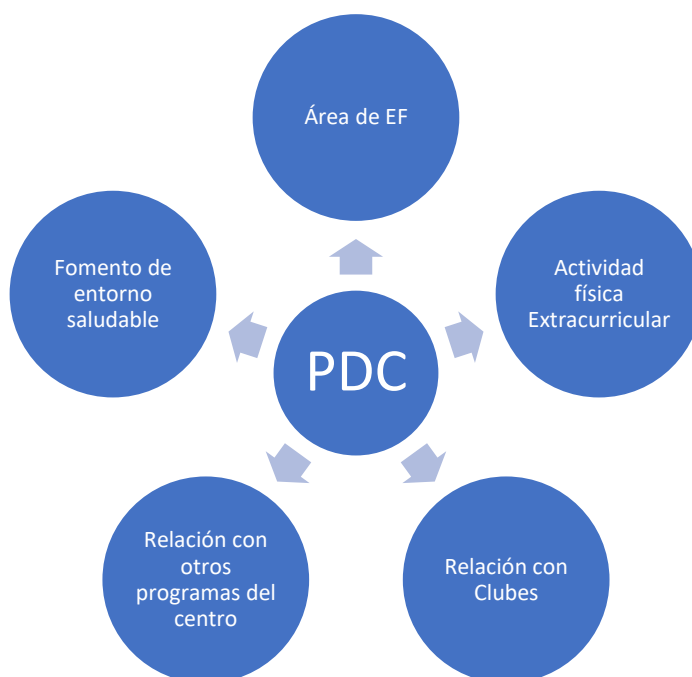 Área de EF
Fomento de
entorno
saludable
Actividad
física
Extracurricular
PDC
Relación con
otros
programas del
centro
Relación con
Clubes